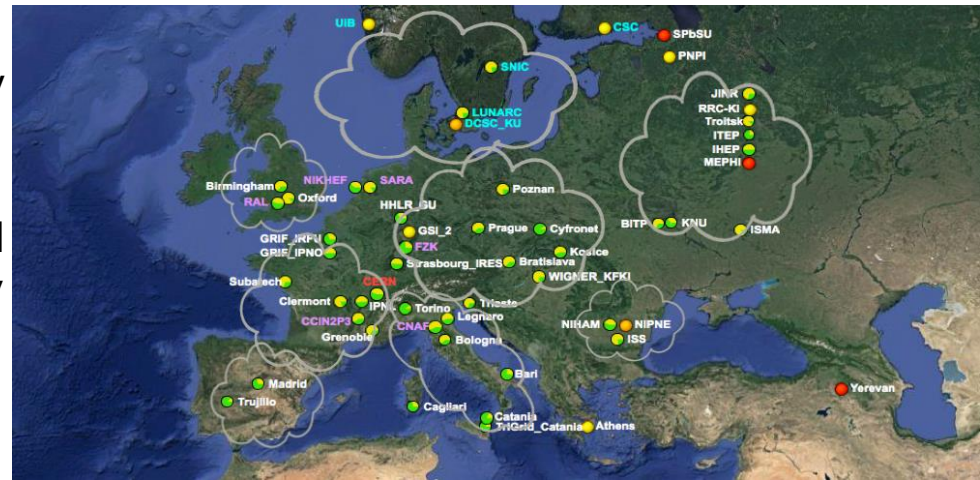 UiB
CSC
SPbSU
PNPI
SNIC
JINR
RRC-KI
Troitsk
ITEP
IHEP
MEPHI
LUNARC
DCSC_KU
Birmingham
NIKHEF
SARA
RAL
Oxford
Poznan
HHLR_GU
GSI_2
Prague
Cyfronet
BITP
KNU
ISMA
GRIF_IRFU
GRIF_IPNO
FZK
Kosice
Strasbourg_IRES
Bratislava
WIGNER_KFKI
Subatech
CERN
Clermont
Torino
Trieste
Legnaro
CCIN2P3
CNAF
Grenoble
Bologna
NIHAM
NIPNE
ISS
Madrid
Trujillo
Bari
Cagliari
Yerevan
Catania
TriGrid_Catania
Athens